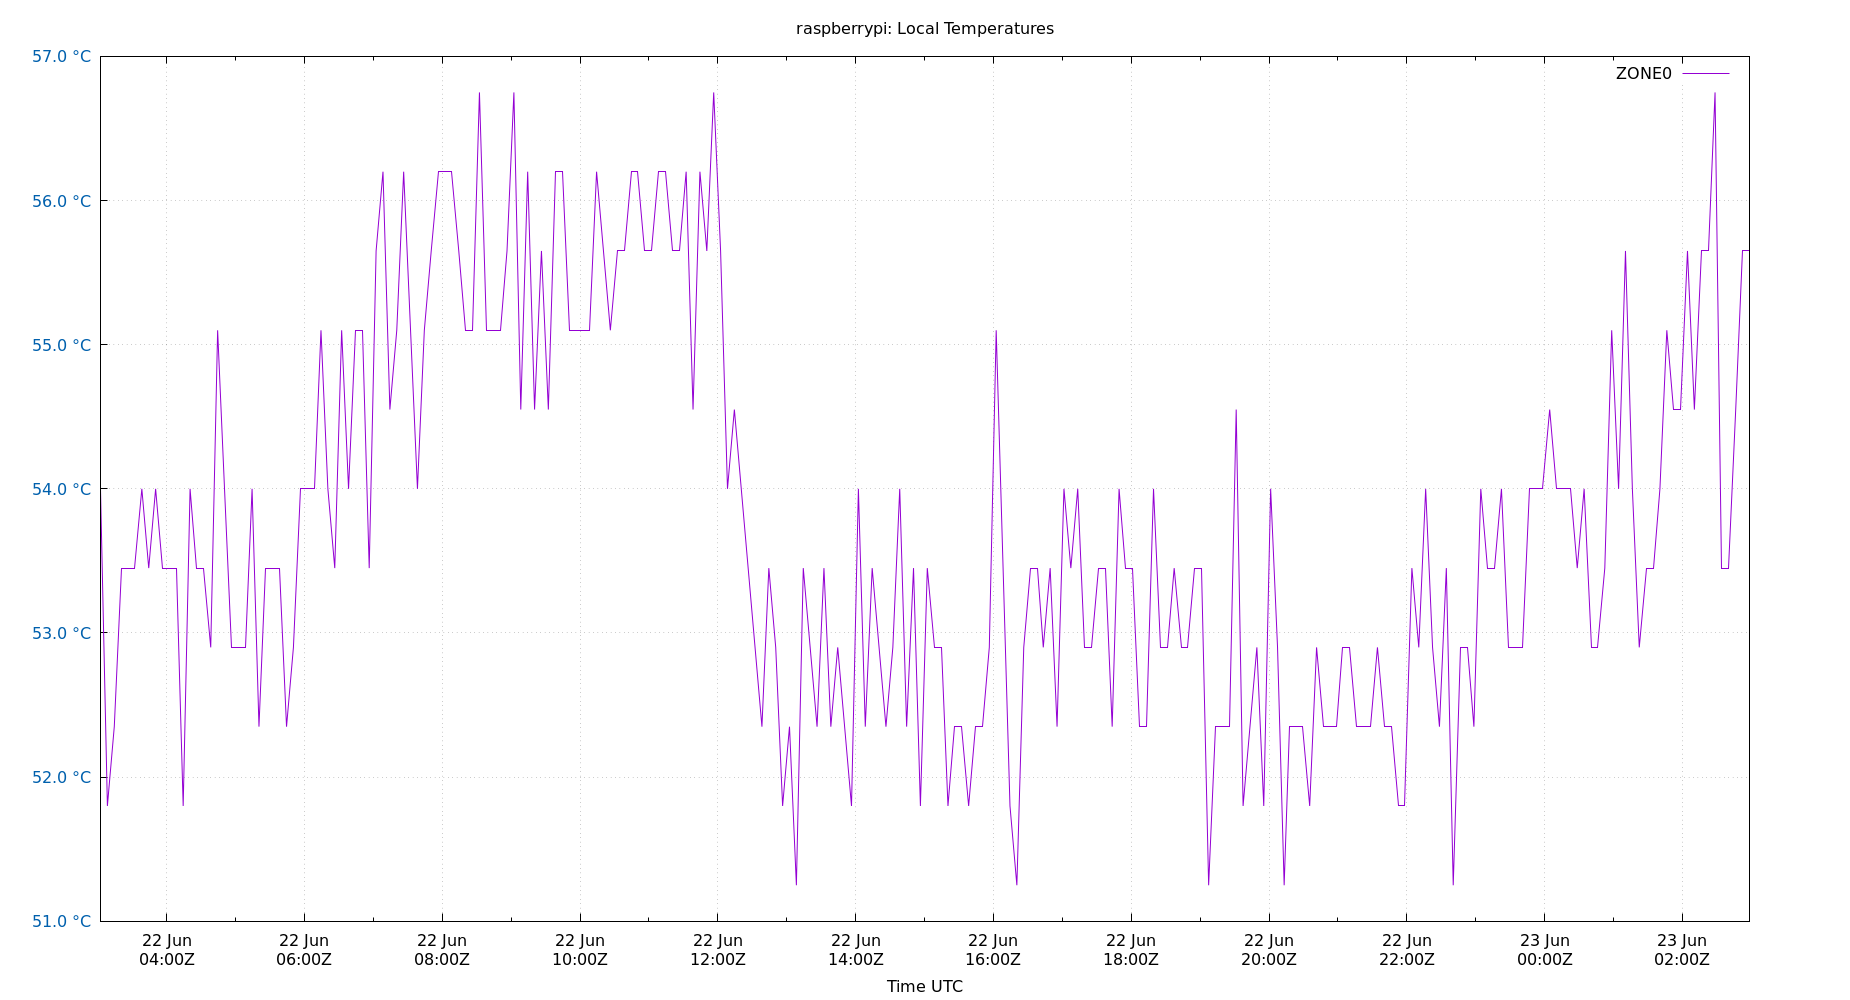 raspberrypi: Local Temperatures
57.0 °C
ZONE0
56.0 °C
55.0 °C
54.0 °C
53.0 °C
52.0 °C
51.0 °C
22 Jun 22 Jun 22 Jun 22 Jun 22 Jun 22 Jun 22 Jun 22 Jun 22 Jun 22 Jun 23 Jun 23 Jun
04:00Z 06:00Z 08:00Z 10:00Z 12:00Z 14:00Z 16:00Z 18:00Z 20:00Z 22:00Z 00:00Z 02:00Z
Time UTC